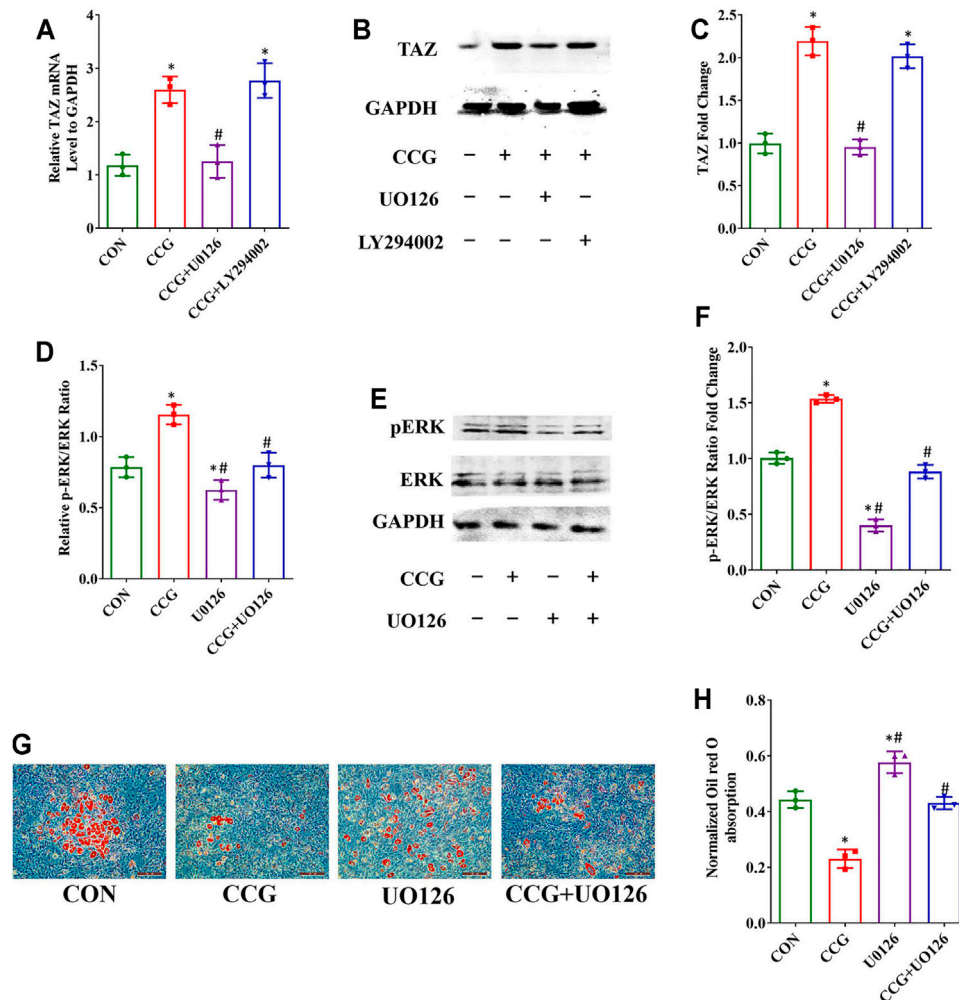 A
Relative TAZ mRNA
Level to GAPDH
4
3
2
1
0
*
#
*
CON
CCG
CCG+U0126
CCG+LY294002
B
TAZ
GAPDH
CCG − + + +
UO126 − − + −
LY294002 − − − +
C
TAZ Fold Change
2.5
2.0
1.5
1.0
0.5
0.0
*
#
*
CON
CCG
CCG+U0126
CCG+LY294002
D
Relative p-ERK/ERK Ratio
1.5
1.0
0.5
0.0
*
*#
#
CON
CCG
U0126
CCG+UO126
E
pERK
ERK
GAPDH
CCG − + − +
UO126 − − + +
F
p-ERK/ERK Ratio Fold Change
2.0
1.5
1.0
0.5
0.0
*
*#
#
CON
CCG
U0126
CCG+UO126
G
CON
CCG
UO126
CCG+UO126
H
Normalized Oill red O
absorption
0.8
0.6
0.4
0.2
0.0
*
*#
#
CON
CCG
U0126
CCG+UO126